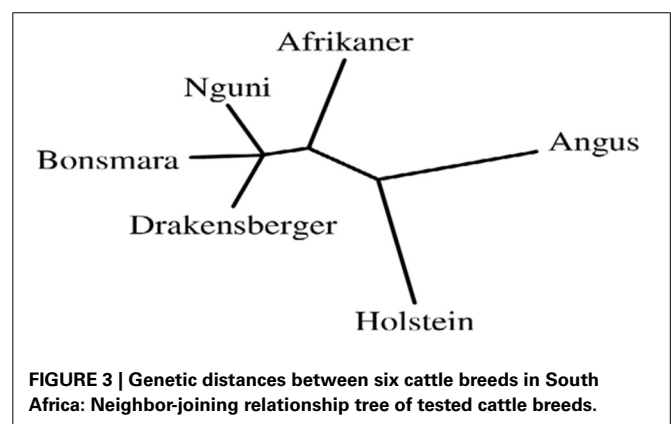 Afrikaner
Nguni
Angus
Bonsmara
Drakensberger
Holstein
FIGURE 3 | Genetic distances between six cattle breeds in South
Africa: Neighbor-joining relationship tree of tested cattle breeds.